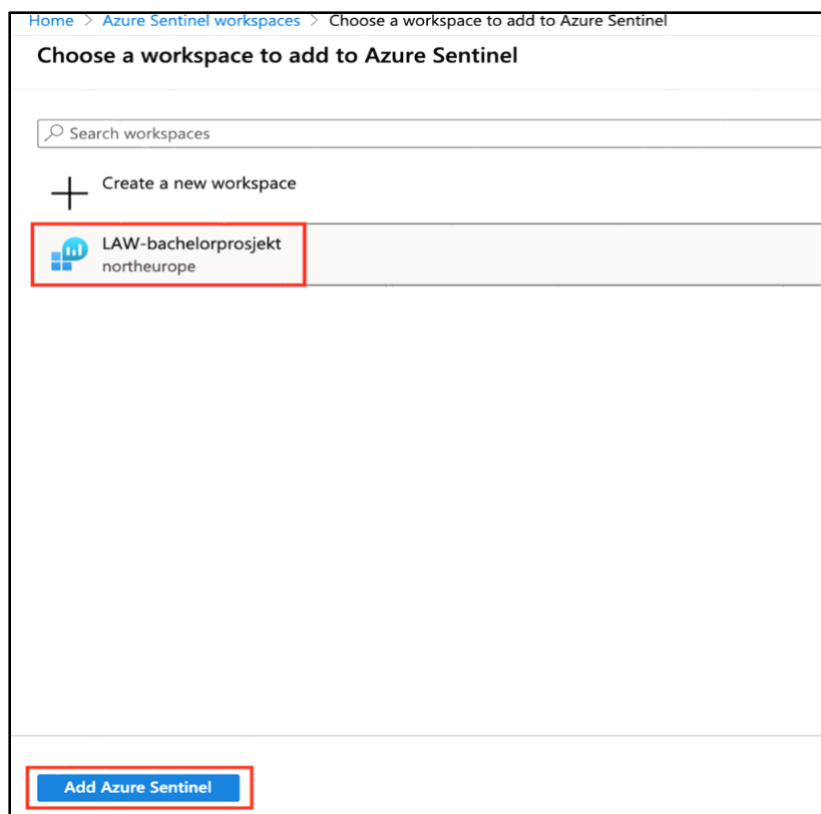 Home > Azure Sentinel workspaces > Choose a workspace to add to Azure Sentinel
Choose a workspace to add to Azure Sentinel
Search workspaces
Create a new workspace
LAW-bachelorprosjekt
northeurope
Add Azure Sentinel